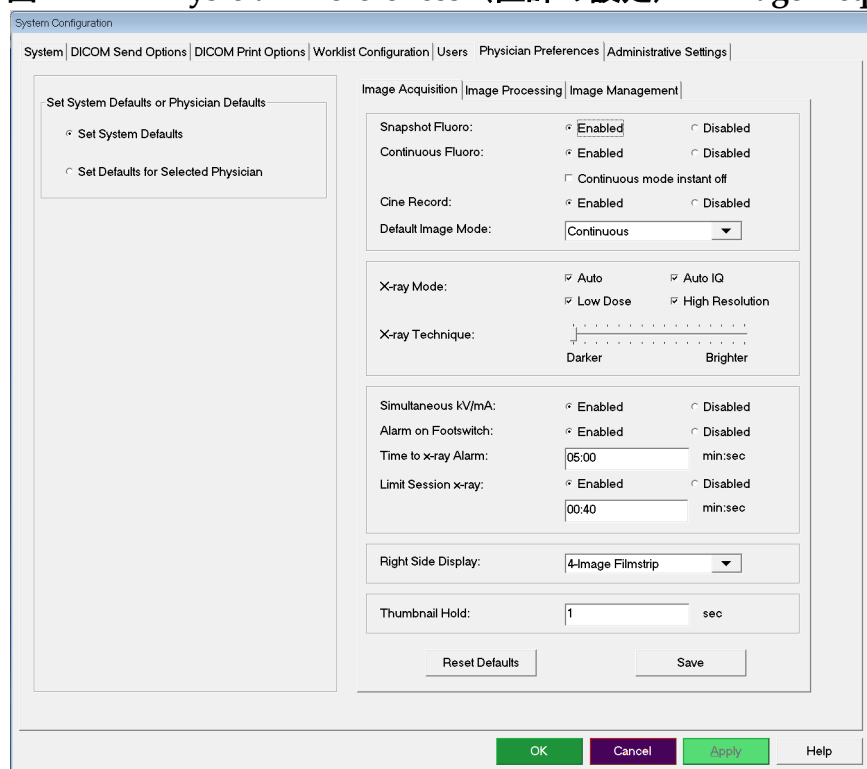 System Configuration
System DICOM Send Options DICOM Print Options Worklist Configuration Users Physician Preferences Administrative Settings
Set System Defaults or Physician Defaults
Set System Defaults
Set Defaults for Selected Physician
Image Acquisition Image Processing Image Management
Snapshot Fluoro: Enabled Disabled
Continuous Fluoro: Enabled Disabled
Continuous mode instant off
Cine Record: Enabled Disabled
Default Image Mode: Continuous
X-ray Mode: Auto Auto IQ
Low Dose High Resolution
X-ray Technique:
Darker Brighter
Simultaneous kV/mA: Enabled Disabled
Alarm on Footswitch: Enabled Disabled
Time to x-ray Alarm: 05:00 min:sec
Limit Session x-ray: Enabled Disabled
00:40 min:sec
Right Side Display: 4-Image Filmstrip
Thumbnail Hold: 1 sec
Reset Defaults Save
OK Cancel Apply Help